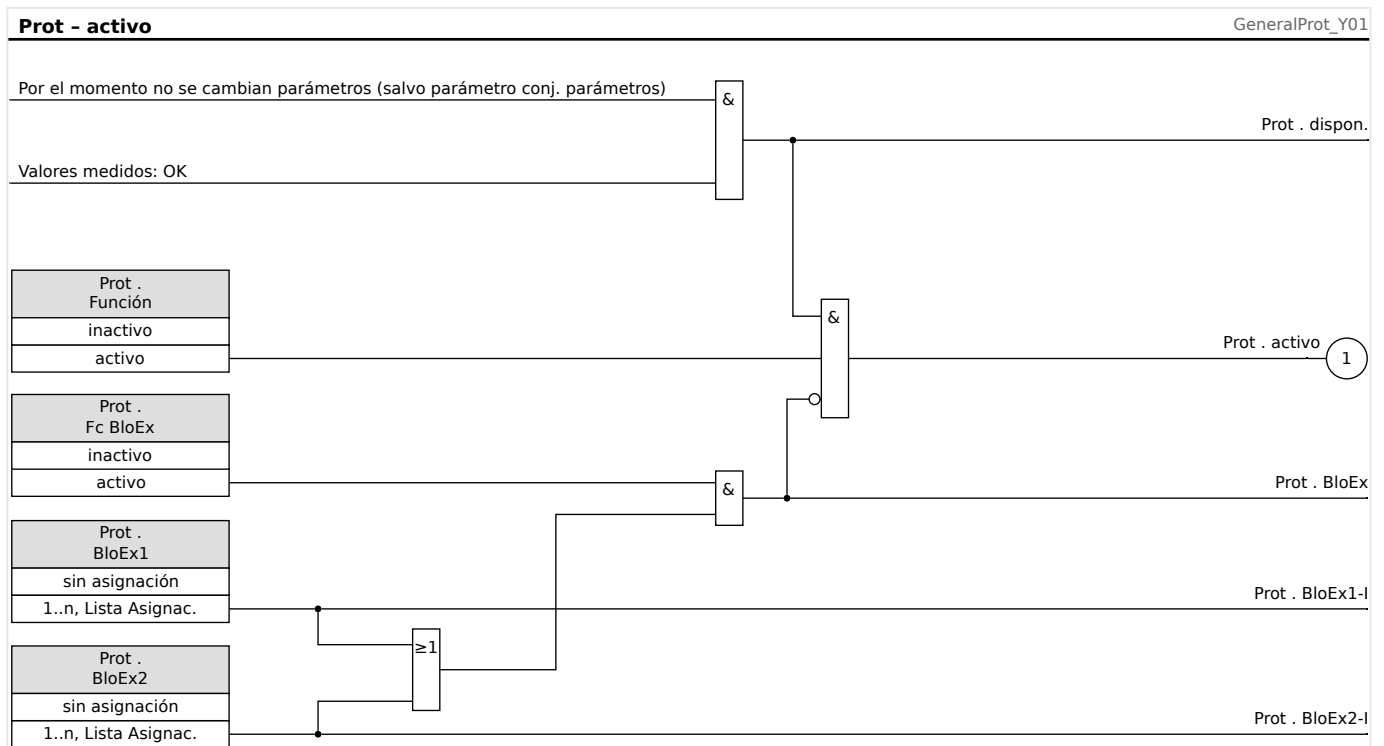 Prot – activo
GeneralProt_Y01
Por el momento no se cambian parámetros (salvo parámetro conj. parámetros)
&
Prot . dispon.
Valores medidos: OK
Prot .
Función
inactivo
activo
&
Prot . activo
1
Prot .
Fc BloEx
inactivo
activo
&
Prot . BloEx
Prot .
BloEx1
sin asignación
1..n, Lista Asignac.
Prot . BloEx1-I
≥1
Prot .
BloEx2
sin asignación
1..n, Lista Asignac.
Prot . BloEx2-I